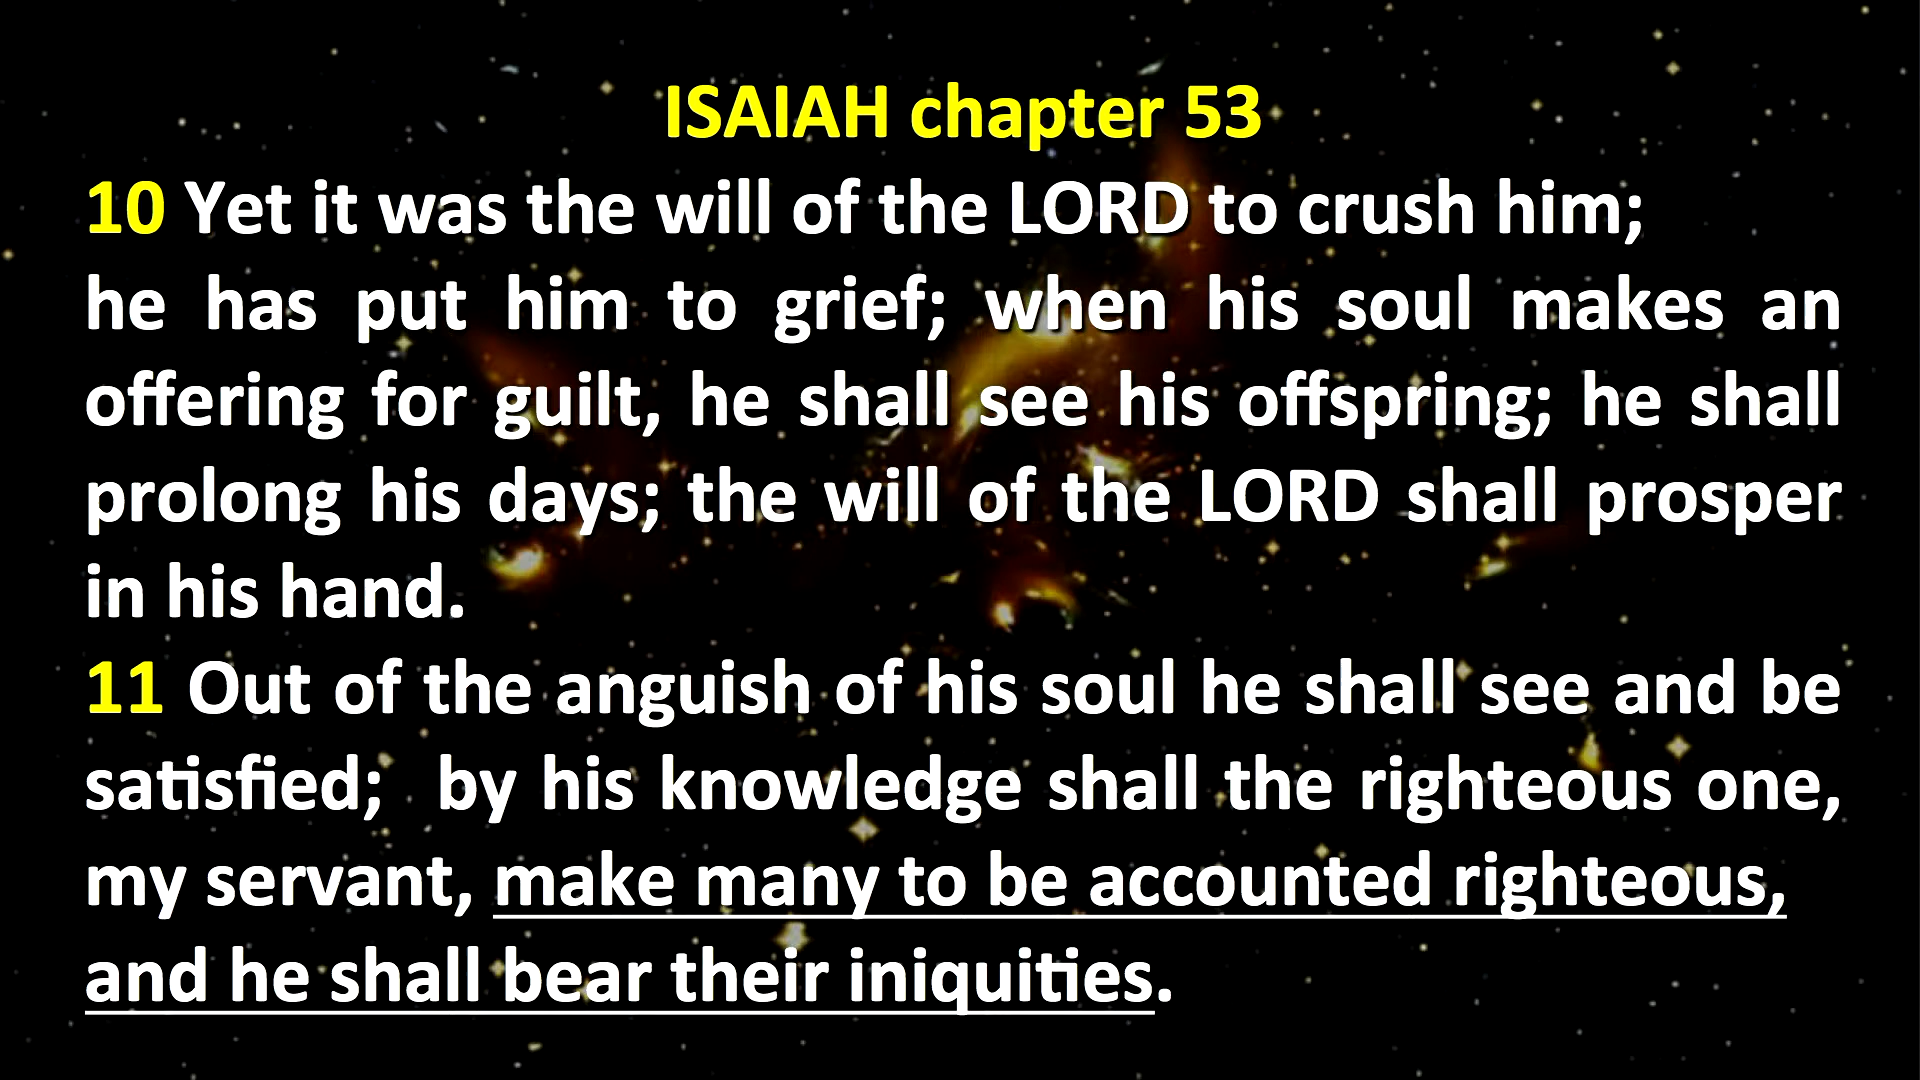 ISAIAH chapter 53
10 Yet it was the will of the LORD to crush him;
he has put him to grief; when his soul makes an
offering for guilt, he shall see his offspring; he shall
prolong his days; the will of the LORD shall prosper
in his hand.
11 Out of the anguish of his soul he shall see and be
satisfied; by his knowledge shall the righteous one,
my servant, make many to be accounted righteous,
and he shall bear their iniquities.